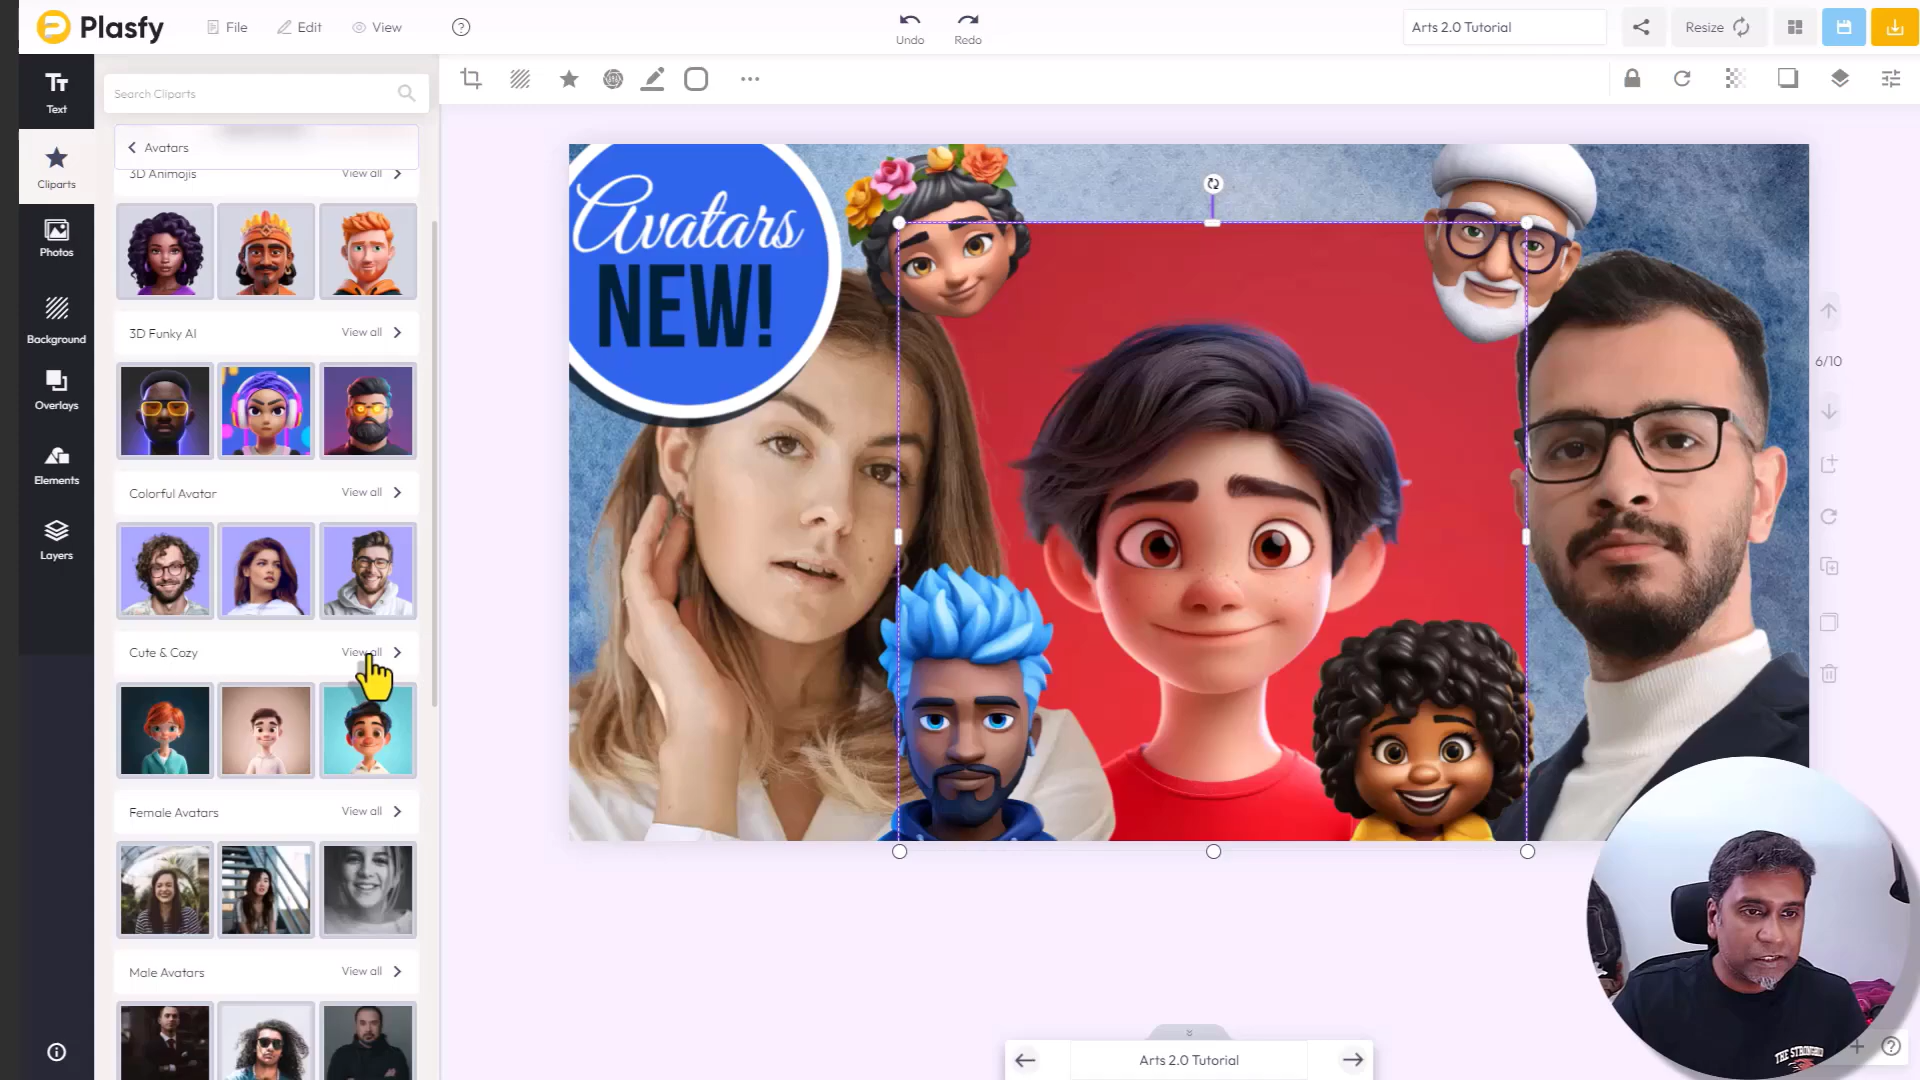 Plasfy
File
Edit
View
Undo
Redo
Arts 2.0 Tutorial
Resize
Text
Cliparts
Photos
Background
Overlays
Elements
Layers
Search Cliparts
Avatars
3D Animojis
View all
3D Funky AI
View all
Colorful Avatar
View all
Cute & Cozy
View all
Female Avatars
View all
Male Avatars
View all
Avatars
NEW!
6/10
Arts 2.0 Tutorial